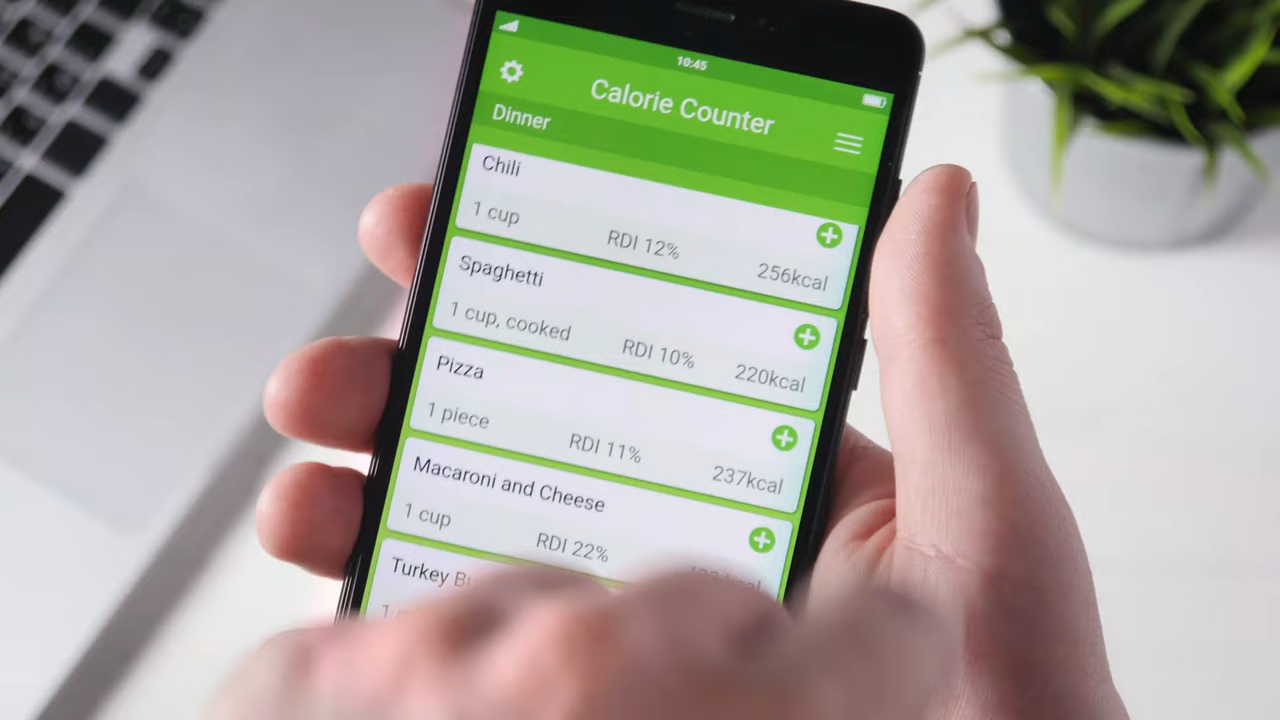 10:45
Calorie Counter
Dinner
Chili
1 cup
RDI 12%
256kcal
Spaghetti
1 cup, cooked
RDI 10%
220kcal
Pizza
1 piece
RDI 11%
237kcal
Macaroni and Cheese
1 cup
RDI 22%
Turkey
1